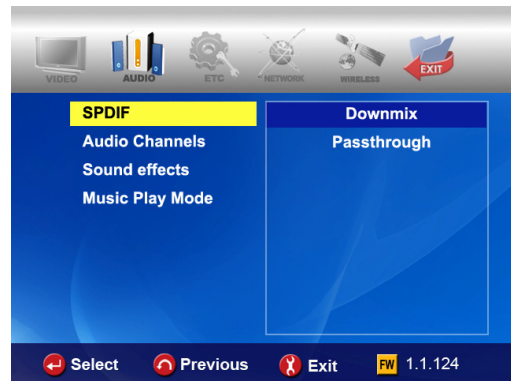 VIDEO AUDIO ETC NETWORK WIRELESS EXIT
SPDIF Downmix
Audio Channels Passthrough
Sound effects
Music Play Mode
Select Previous Exit FW 1.1.124